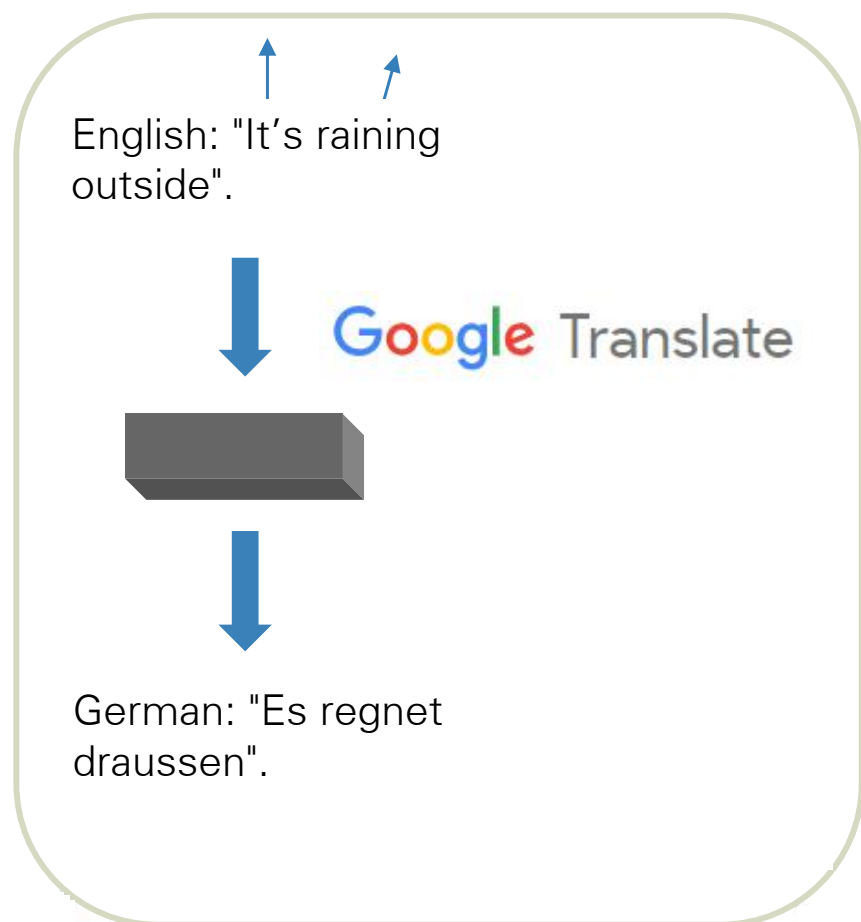 English: "It’s raining
outside".
Google Translate
German: "Es regnet
draussen".